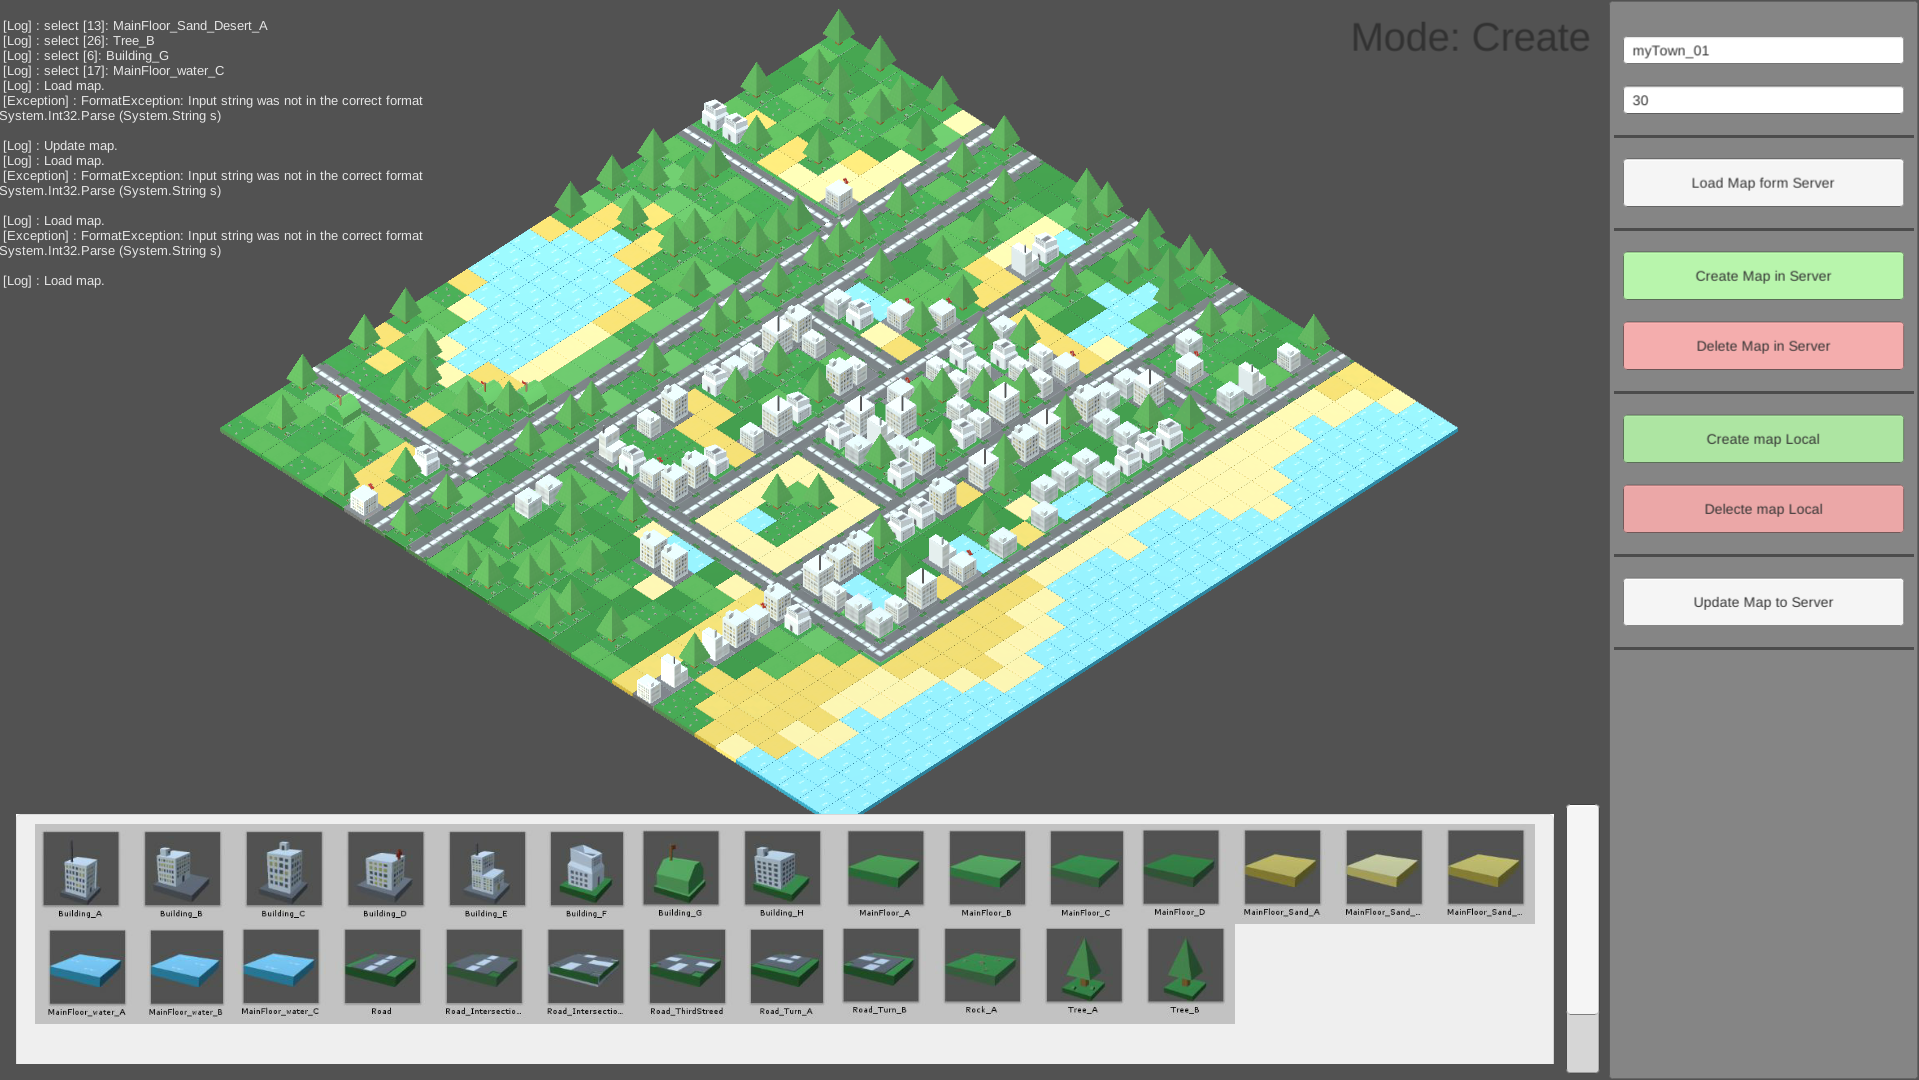 [Log] : select [13]: MainFloor_Sand_Desert_A
[Log] : select [26]: Tree_B
[Log] : select [6]: Building_G
[Log] : select [17]: MainFloor_water_C
[Log] : Load map.
[Exception] : FormatException: Input string was not in the correct format
System.Int32.Parse (System.String s)
[Log] : Update map.
[Log] : Load map.
[Exception] : FormatException: Input string was not in the correct format
System.Int32.Parse (System.String s)
[Log] : Load map.
[Exception] : FormatException: Input string was not in the correct format
System.Int32.Parse (System.String s)
[Log] : Load map.
Mode: Create
myTown_01
30
Load Map form Server
Create Map in Server
Delete Map in Server
Create map Local
Delecte map Local
Update Map to Server
Building_A
Building_B
Building_C
Building_D
Building_E
Building_F
Building_G
Building_H
MainFloor_A
MainFloor_B
MainFloor_C
MainFloor_D
MainFloor_Sand_A
MainFloor_Sand_...
MainFloor_Sand_...
MainFloor_water_A
MainFloor_water_B
MainFloor_water_C
Road
Road_Intersectio...
Road_Intersectio...
Road_ThirdStreed
Road_Turn_A
Road_Turn_B
Rock_A
Tree_A
Tree_B